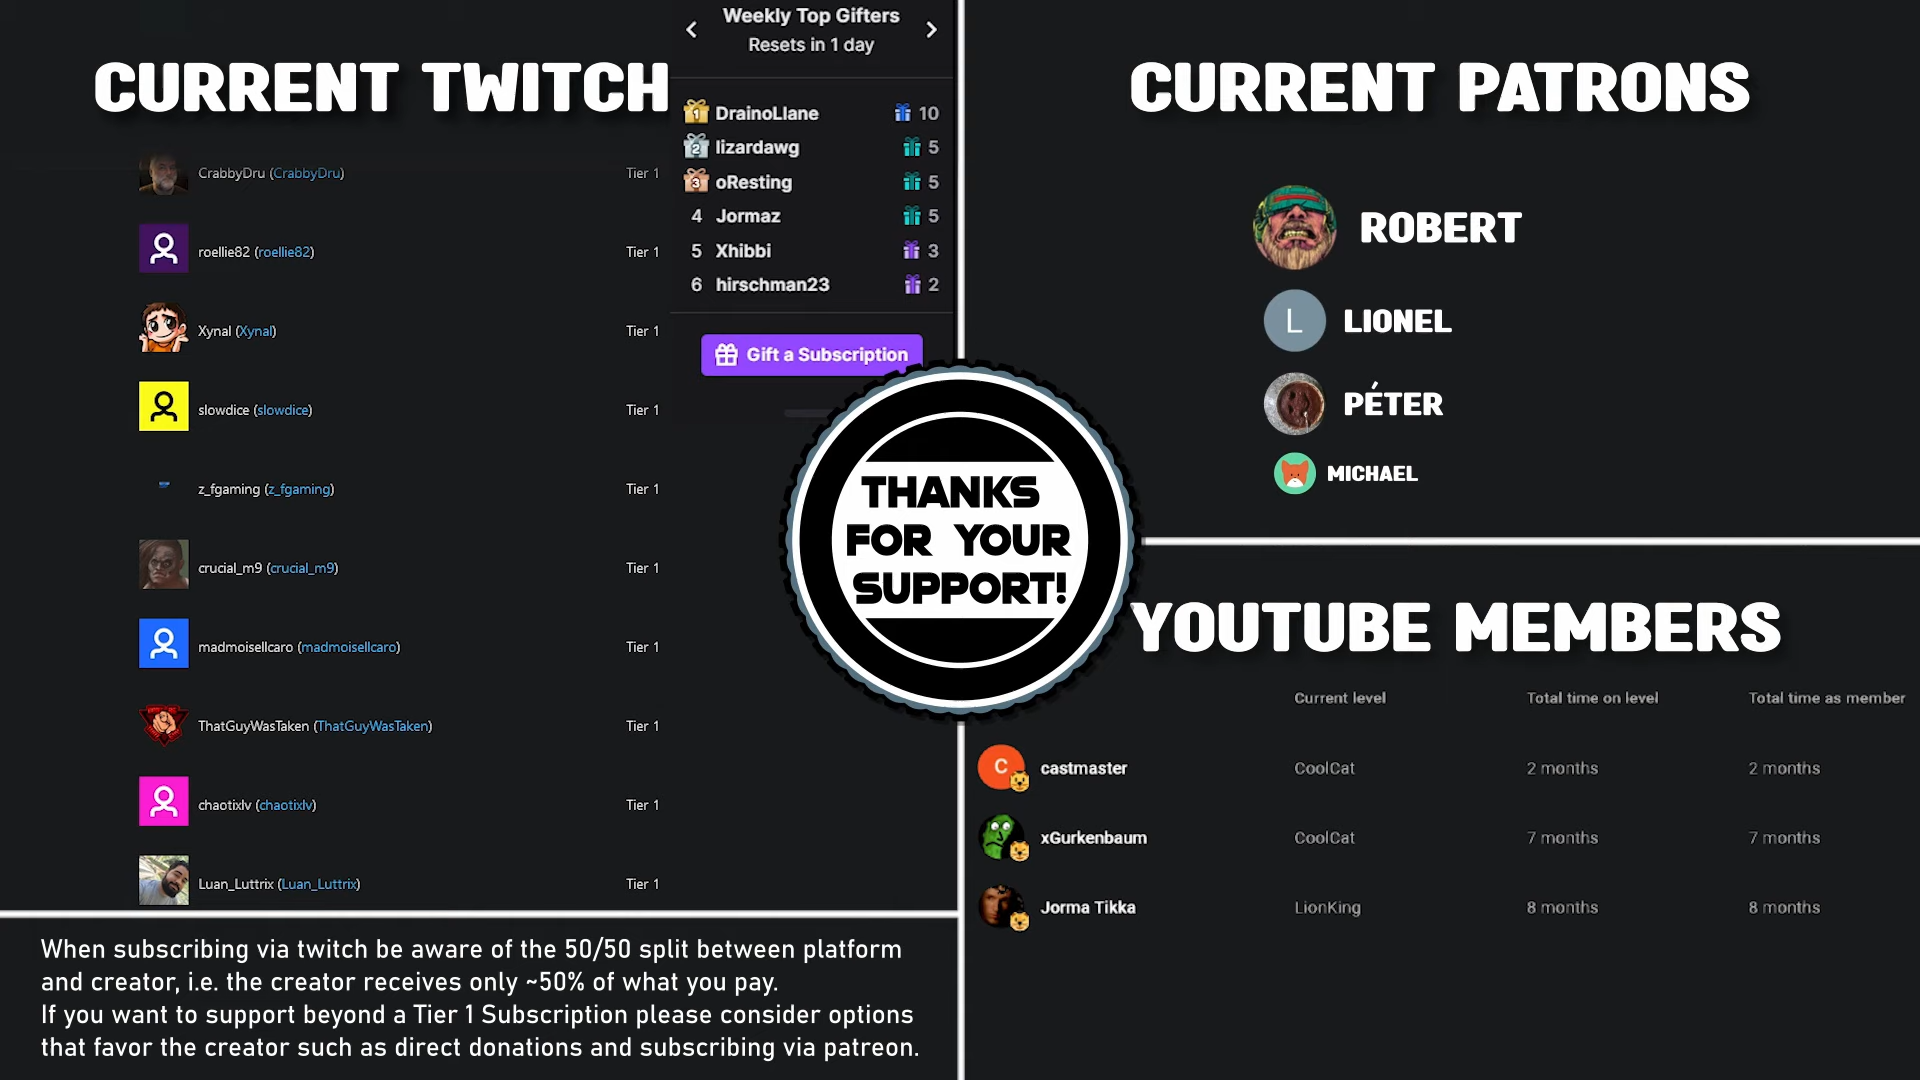 CURRENT TWITCH
CrabbyDru (CrabbyDru) Tier 1
roellie82 (roellie82) Tier 1
Xynal (Xynal) Tier 1
slowdice (slowdice) Tier 1
z_fgaming (z_fgaming) Tier 1
crucial_m9 (crucial_m9) Tier 1
madmoisellcaro (madmoisellcaro) Tier 1
ThatGuyWasTaken (ThatGuyWasTaken) Tier 1
chaotixlv (chaotixlv) Tier 1
Luan_Luttrix (Luan_Luttrix) Tier 1
Weekly Top Gifters
Resets in 1 day
1 DrainoLlane 10
2 lizardawg 5
3 oResting 5
4 Jormaz 5
5 Xhibbi 3
6 hirschman23 2
Gift a Subscription
THANKS
FOR YOUR
SUPPORT!
CURRENT PATRONS
ROBERT
L LIONEL
PÉTER
MICHAEL
YOUTUBE MEMBERS
Current level Total time on level Total time as member
C castmaster CoolCat 2 months 2 months
xGurkenbaum CoolCat 7 months 7 months
Jorma Tikka LionKing 8 months 8 months
When subscribing via twitch be aware of the 50/50 split between platform
and creator, i.e. the creator receives only ~50% of what you pay.
If you want to support beyond a Tier 1 Subscription please consider options
that favor the creator such as direct donations and subscribing via patreon.